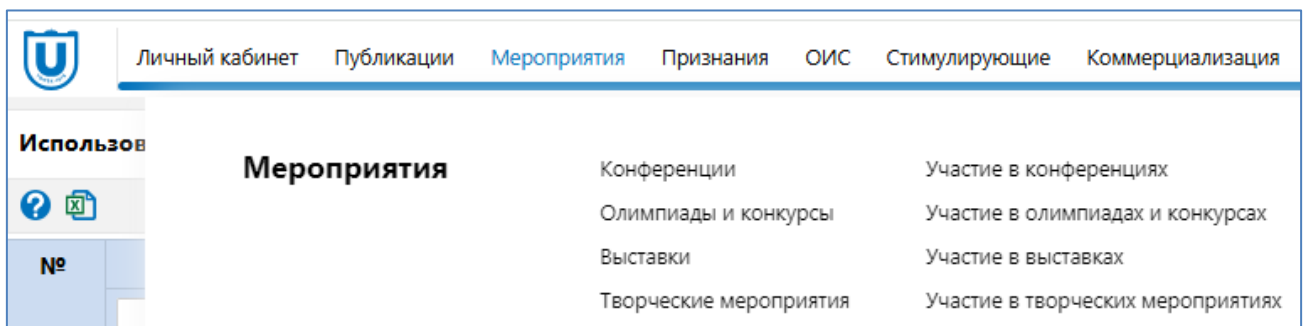 U
Личный кабинет Публикации Мероприятия Признания ОИС Стимулирующие Коммерциализация
Использов
Мероприятия
Конференции Участие в конференциях
Олимпиады и конкурсы Участие в олимпиадах и конкурсах
№ Выставки Участие в выставках
Творческие мероприятия Участие в творческих мероприятиях